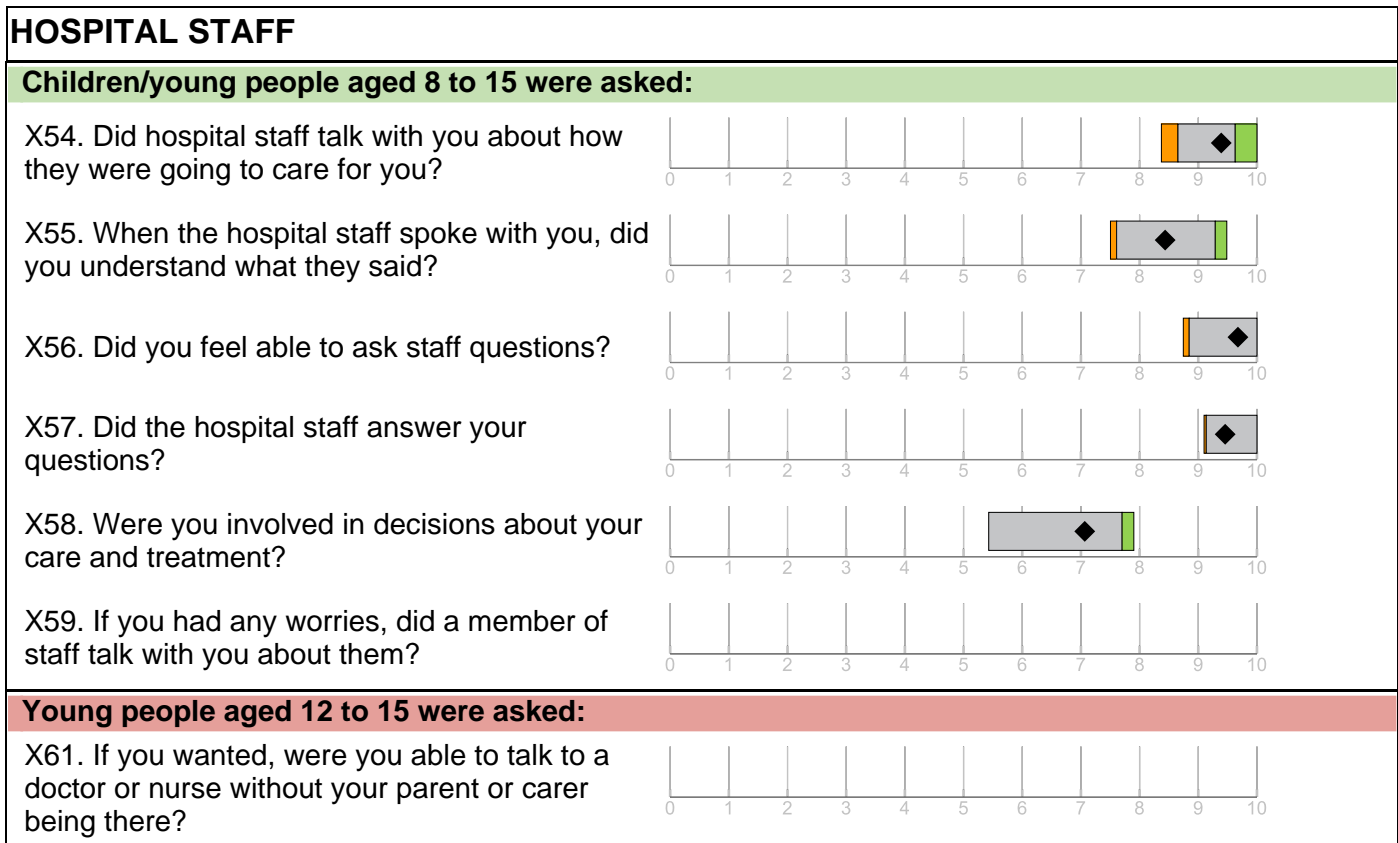 HOSPITAL STAFF
Children/young people aged 8 to 15 were asked:
X54. Did hospital staff talk with you about how
they were going to care for you?
0 1 2 3 4 5 6 7 8 9 10
X55. When the hospital staff spoke with you, did
you understand what they said?
0 1 2 3 4 5 6 7 8 9 10
X56. Did you feel able to ask staff questions?
0 1 2 3 4 5 6 7 8 9 10
X57. Did the hospital staff answer your
questions?
0 1 2 3 4 5 6 7 8 9 10
X58. Were you involved in decisions about your
care and treatment?
0 1 2 3 4 5 6 7 8 9 10
X59. If you had any worries, did a member of
staff talk with you about them?
0 1 2 3 4 5 6 7 8 9 10
Young people aged 12 to 15 were asked:
X61. If you wanted, were you able to talk to a
doctor or nurse without your parent or carer
being there?
0 1 2 3 4 5 6 7 8 9 10